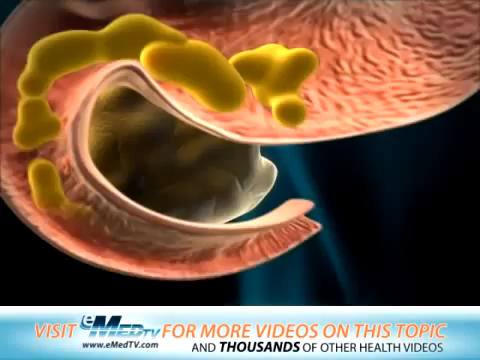 VISIT eMEDTV FOR MORE VIDEOS ON THIS TOPIC
www.eMedTV.com AND THOUSANDS OF OTHER HEALTH VIDEOS